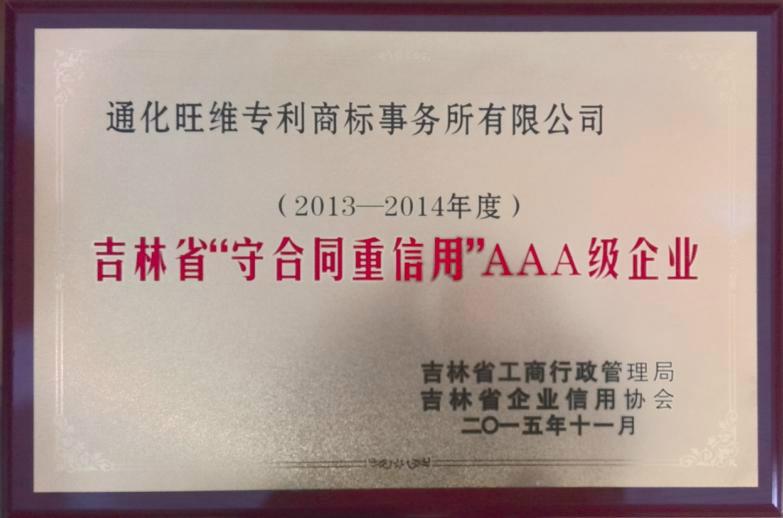 通化旺维专利商标事务所有限公司
（2013—2014年度）
吉林省“守合同重信用”AAA级企业
吉林省工商行政管理局
吉林省企业信用协会
二〇一五年十一月